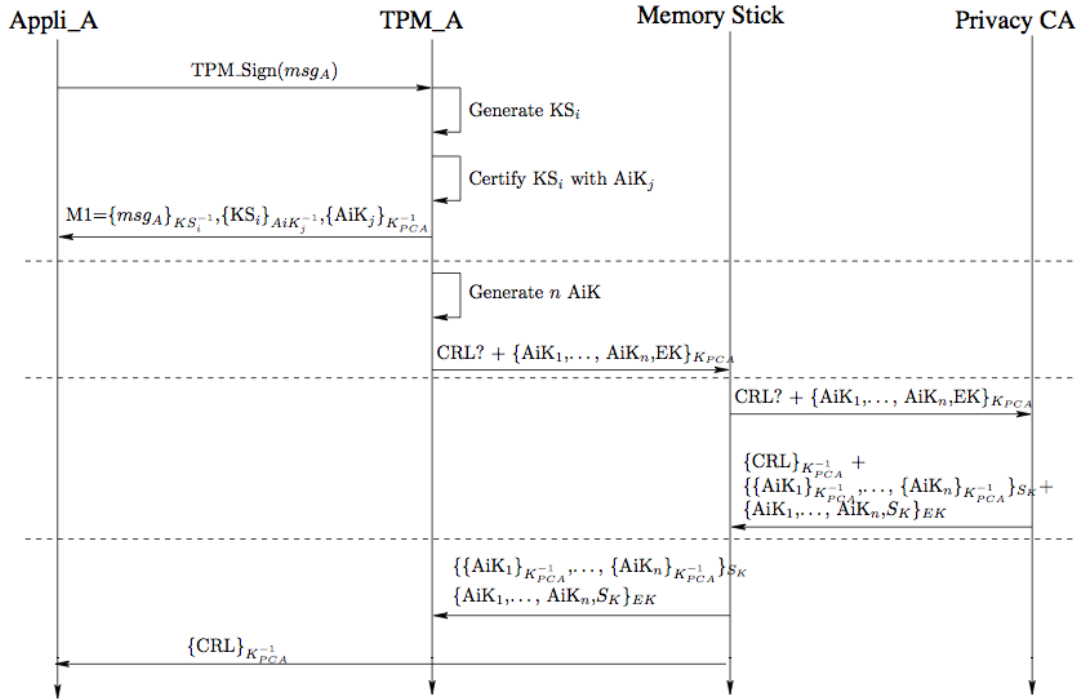 Appli_A TPM_A Memory Stick Privacy CA
TPM_Sign(msg_A)
Generate KS_i
Certify KS_i with AiK_j
M1={msg_A}_{KS_i^{-1}},{KS_i}_{AiK_j^{-1}},{AiK_j}_{K_{PCA}^{-1}}
Generate n AiK
CRL? + {AiK_1,..., AiK_n,EK}_{K_{PCA}}
CRL? + {AiK_1,..., AiK_n,EK}_{K_{PCA}}
{CRL}_{K_{PCA}^{-1}} +
{{AiK_1}_{K_{PCA}^{-1}},..., {AiK_n}_{K_{PCA}^{-1}}}_{S_K}+
{AiK_1,..., AiK_n,S_K}_{EK}
{{AiK_1}_{K_{PCA}^{-1}},..., {AiK_n}_{K_{PCA}^{-1}}}_{S_K}
{AiK_1,..., AiK_n,S_K}_{EK}
{CRL}_{K_{PCA}^{-1}}